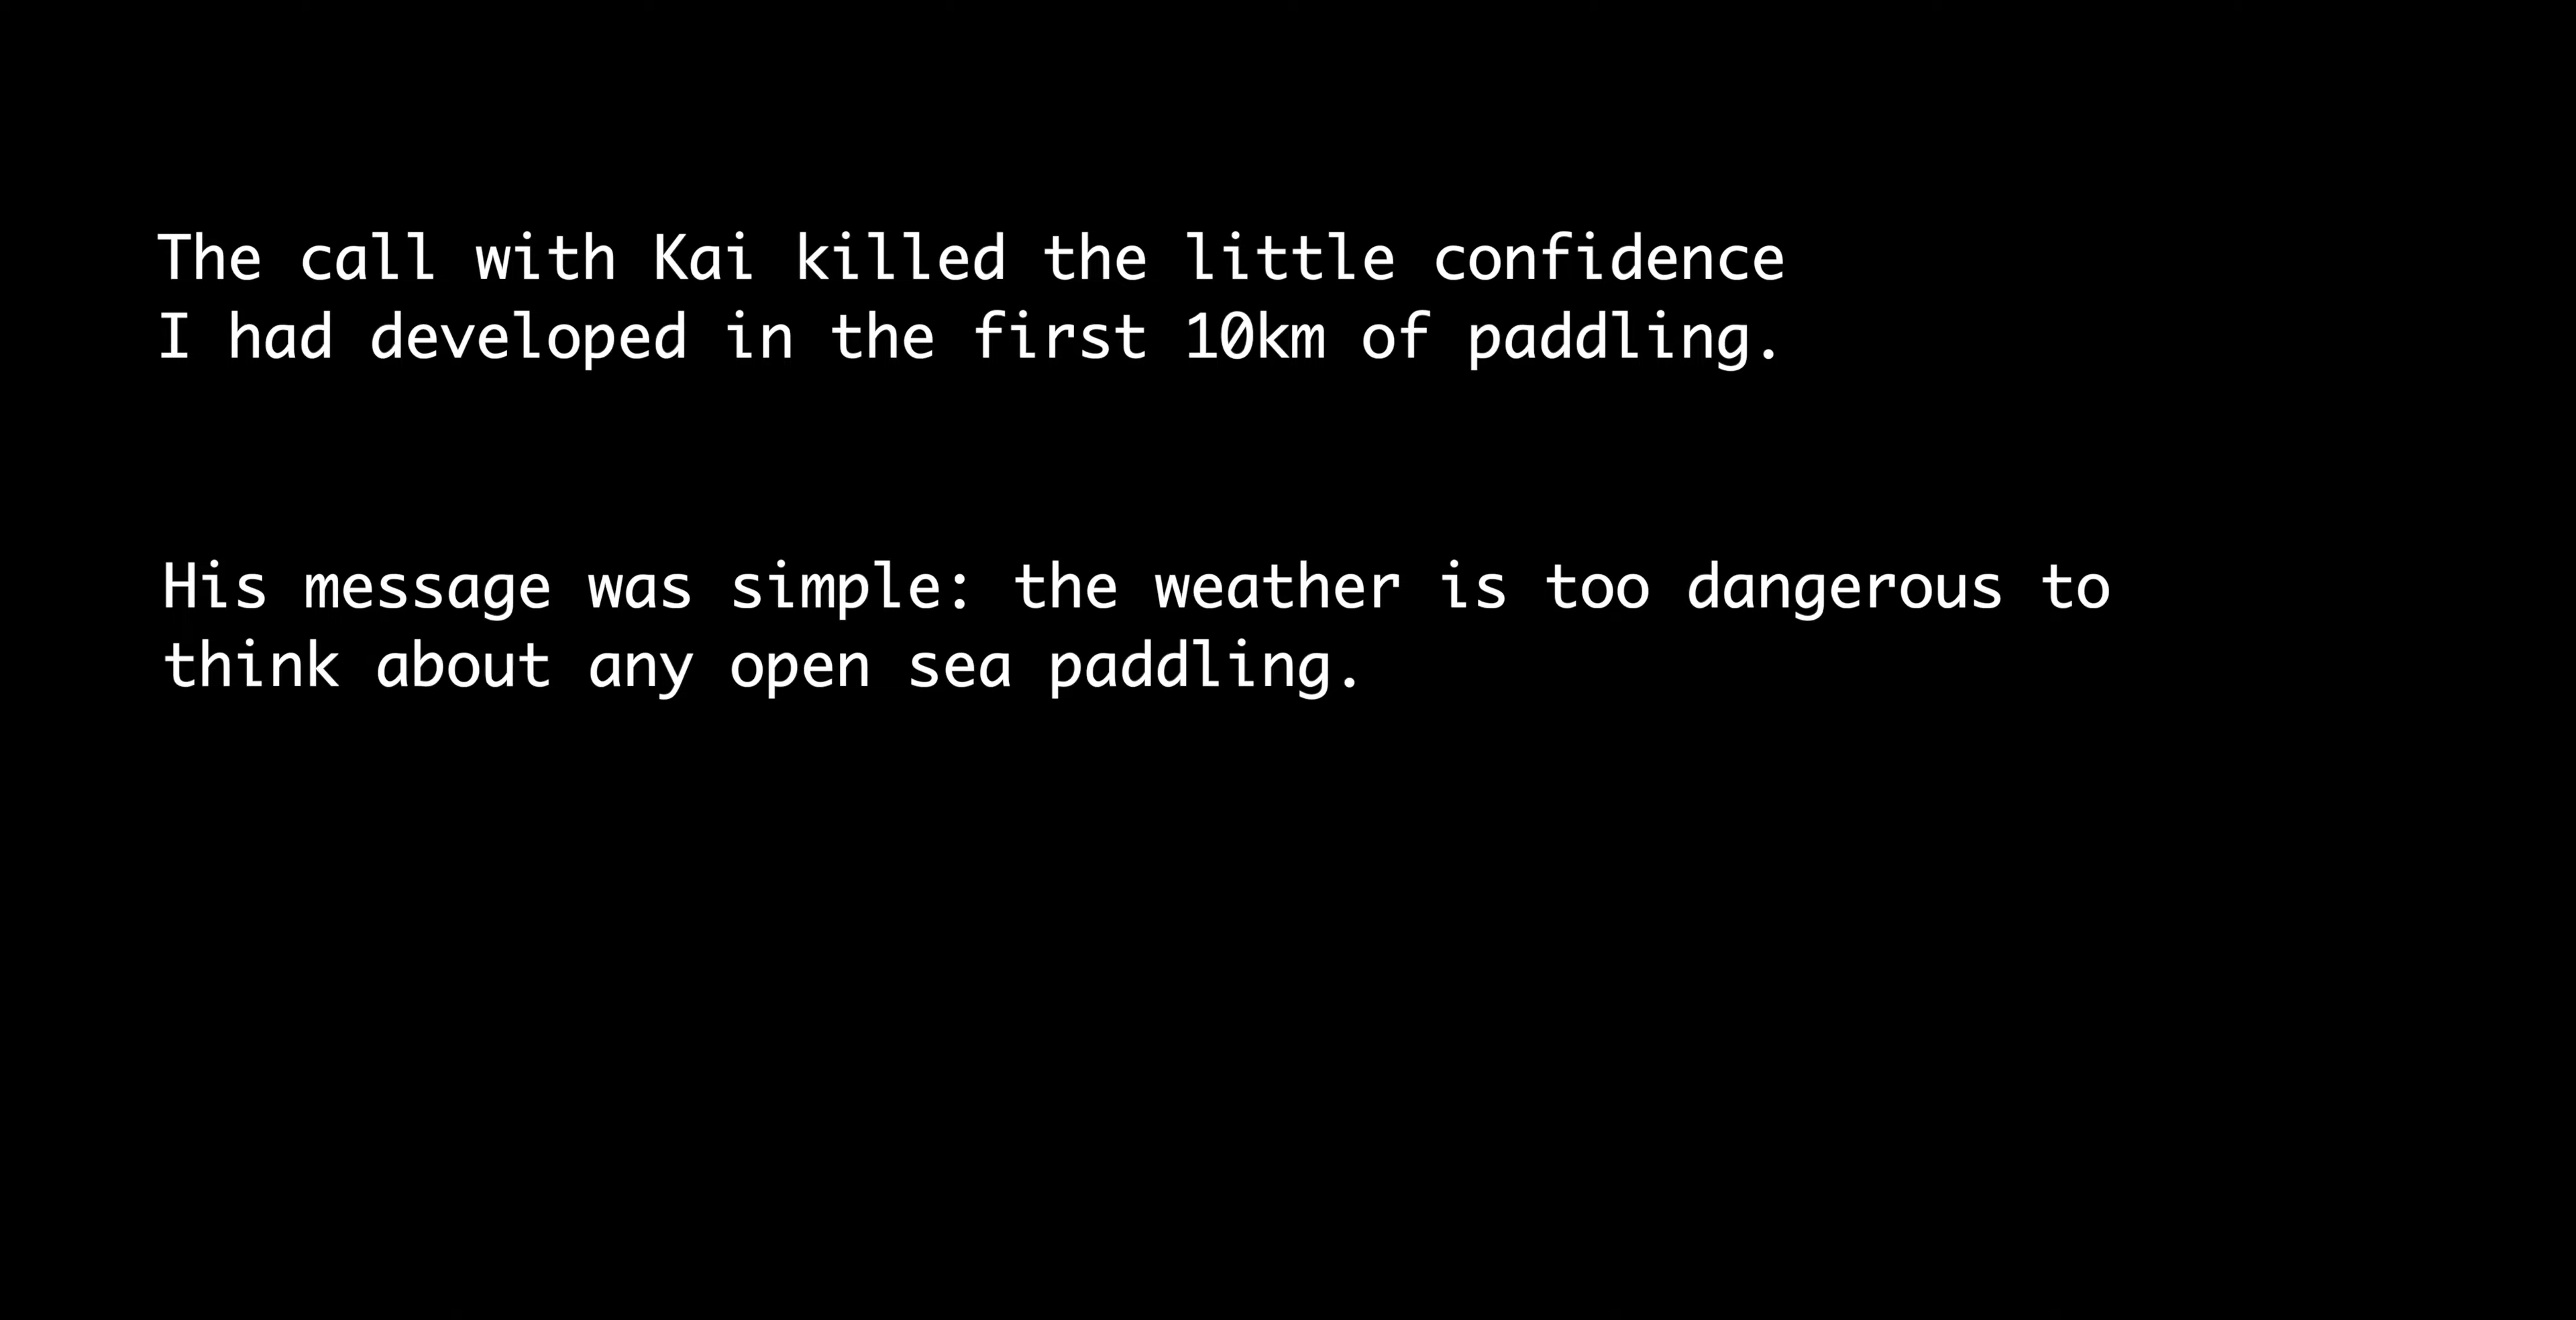 The call with Kai killed the little confidence
I had developed in the first 10km of paddling.
His message was simple: the weather is too dangerous to
think about any open sea paddling.